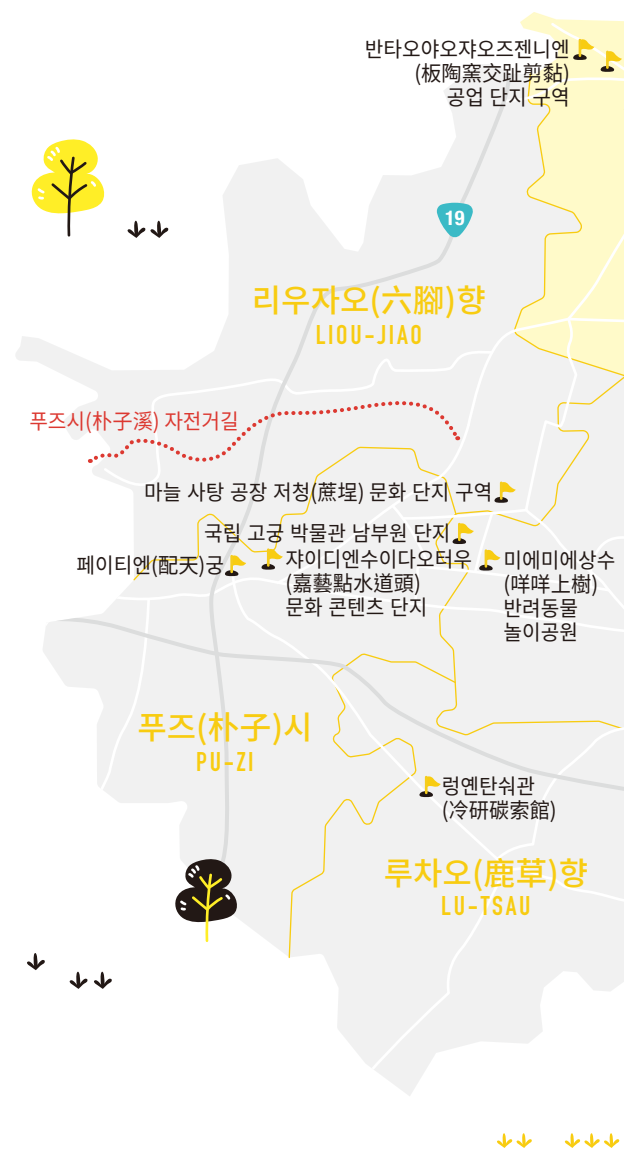 반타오야오쟈오즈젠니엔
(板陶窯交趾剪黏)
공업 단지 구역
19
리우쟈오(六腳)향
LIOU-JIAO
푸즈시(朴子溪) 자전거길
마늘 사탕 공장 저청(蔗埕) 문화 단지 구역
국립 고궁 박물관 남부원 단지
페이티엔(配天)궁
쟈이디엔수이다오터우
(嘉藝點水道頭)
문화 콘텐츠 단지
미에미에상수
(咩咩上樹)
반려동물
놀이공원
푸즈(朴子)시
PU-ZI
렁옌탄쉬관
(冷研碳索館)
루차오(鹿草)향
LU-TSAU